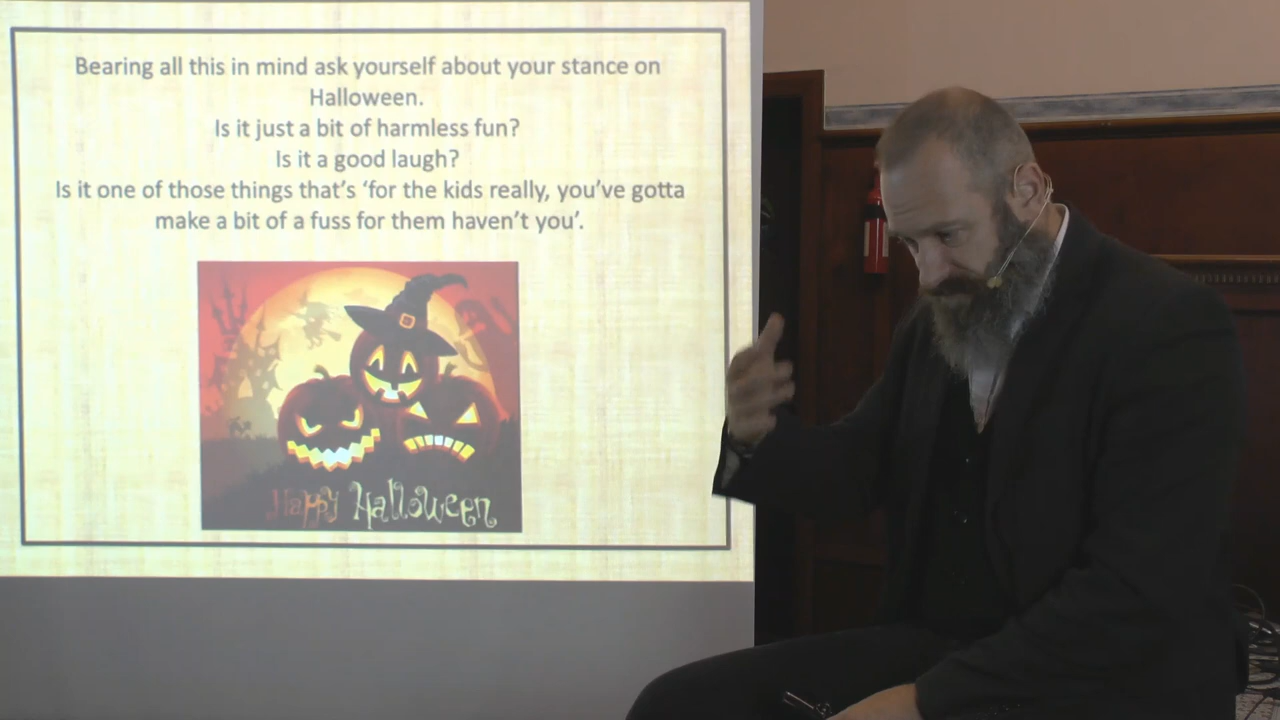 Bearing all this in mind ask yourself about your stance on
Halloween.
Is it just a bit of harmless fun?
Is it a good laugh?
Is it one of those things that's 'for the kids really, you've gotta
make a bit of a fuss for them haven't you'.
Happy Halloween